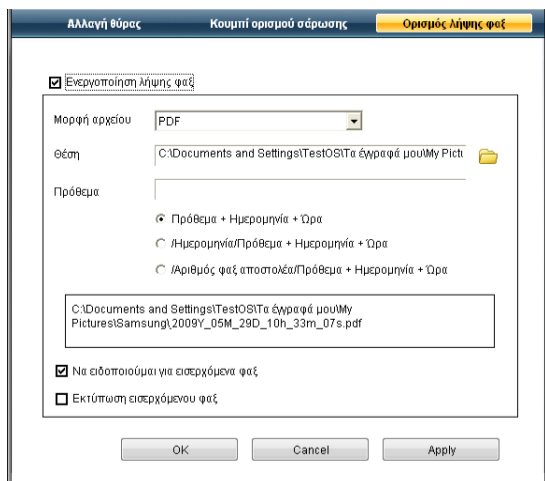 Αλλαγή θύρας Κουμπί ορισμού σάρωσης Ορισμός λήψης φαξ
Ενεργοποίηση λήψης φαξ
Μορφή αρχείου PDF
Θέση C:\Documents and Settings\TestOS\Τα έγγραφά μου\My Pictu
Πρόθεμα
Πρόθεμα + Ημερομηνία + Ώρα
/Ημερομηνία/Πρόθεμα + Ημερομηνία + Ώρα
/Αριθμός φαξ αποστολέα/Πρόθεμα + Ημερομηνία + Ώρα
C:\Documents and Settings\TestOS\Τα έγγραφά μου\My
Pictures\Samsung\2009Y_05M_29D_10h_33m_07s.pdf
Να ειδοποιούμαι για εισερχόμενα φαξ
Εκτύπωση εισερχόμενου φαξ
OK Cancel Apply